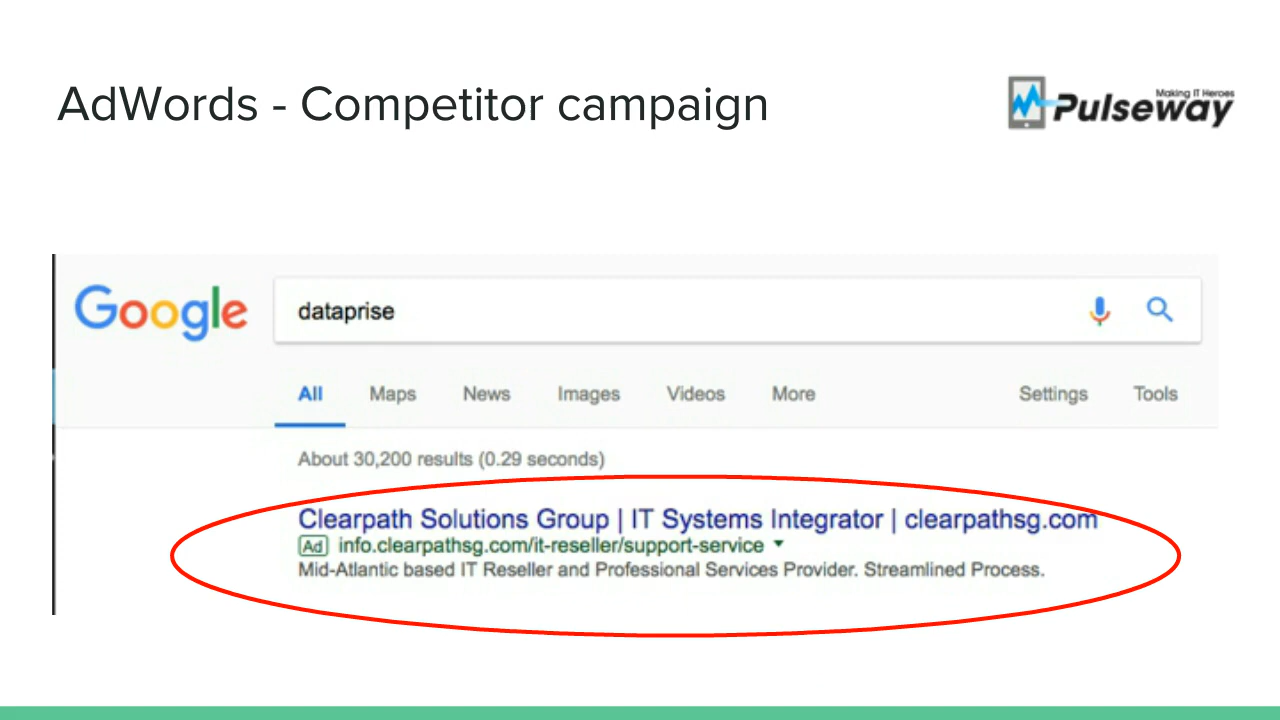 AdWords - Competitor campaign
Making IT Heroes
Pulseway
Google
dataprise
All Maps News Images Videos More Settings Tools
About 30,200 results (0.29 seconds)
Clearpath Solutions Group | IT Systems Integrator | clearpathsg.com
Ad info.clearpathsg.com/it-reseller/support-service
Mid-Atlantic based IT Reseller and Professional Services Provider. Streamlined Process.